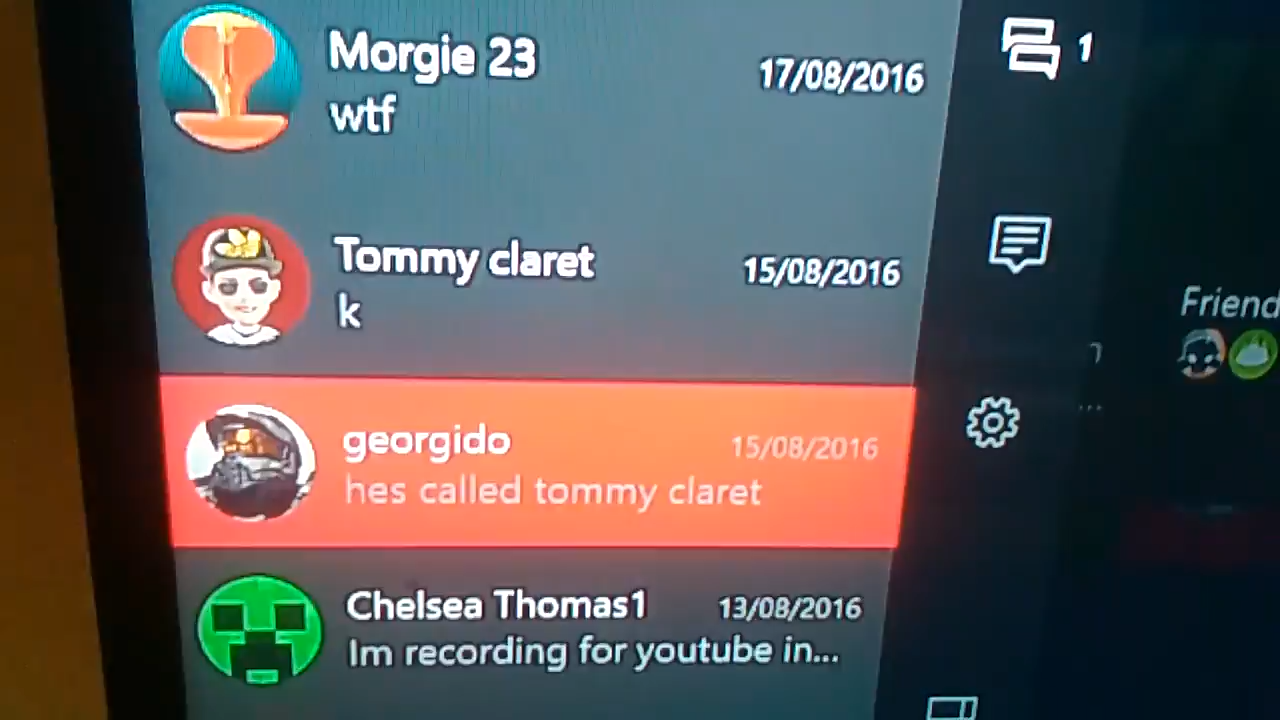 Morgie 23
17/08/2016
wtf
1
Tommy claret
15/08/2016
k
georgido
15/08/2016
hes called tommy claret
Chelsea Thomas1
13/08/2016
Im recording for youtube in...
Friend
...